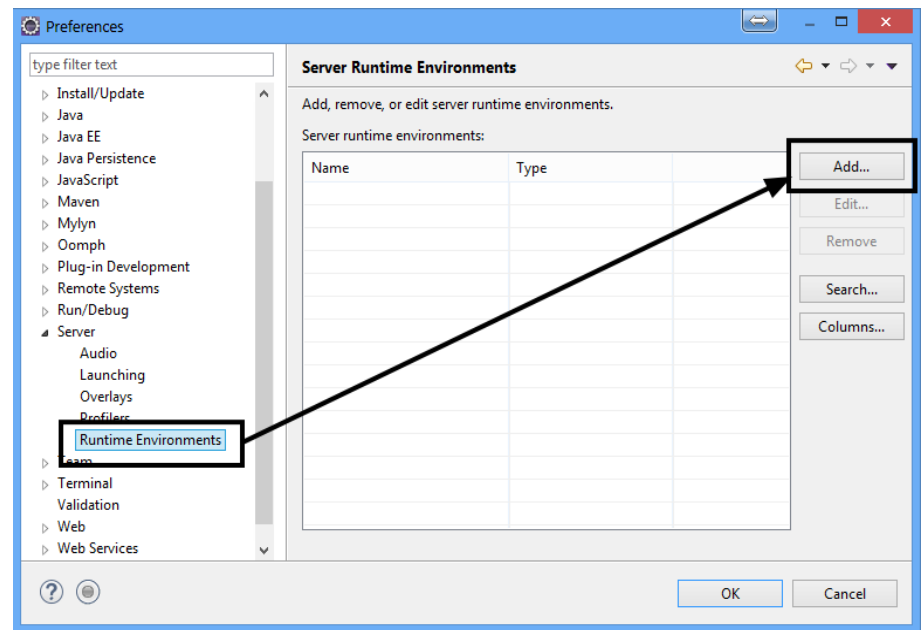 Preferences
type filter text
Install/Update
Java
Java EE
Java Persistence
JavaScript
Maven
Mylyn
Oomph
Plug-in Development
Remote Systems
Run/Debug
Server
Audio
Launching
Overlays
Profilers
Runtime Environments
Team
Terminal
Validation
Web
Web Services
Server Runtime Environments
Add, remove, or edit server runtime environments.
Server runtime environments:
Name Type
Add...
Edit...
Remove
Search...
Columns...
?
OK Cancel